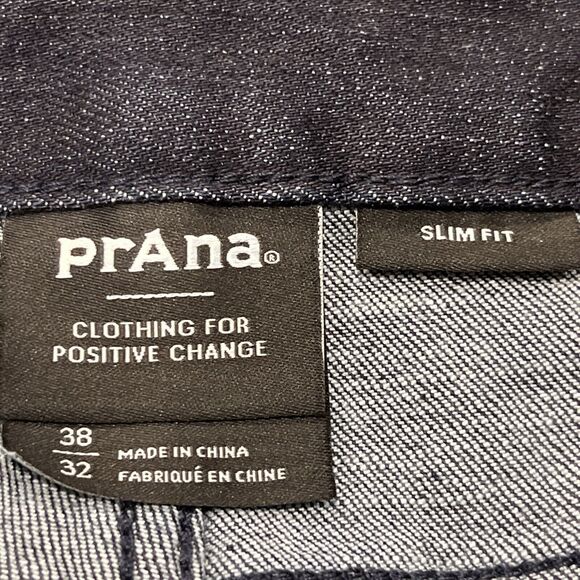 prAna®
CLOTHING FOR
POSITIVE CHANGE
38
32
MADE IN CHINA
FABRIQUÉ EN CHINE
SLIM FIT